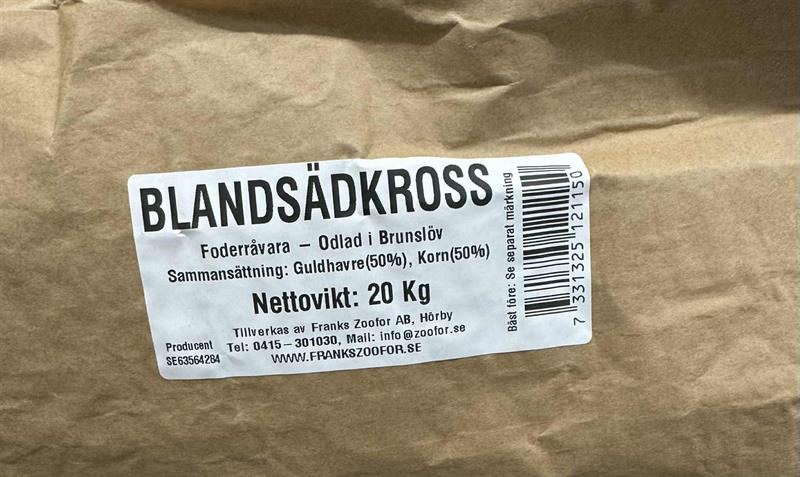 BLANDSÄDKROSS
Foderråvara – Odlad i Brunslöv
Sammansättning: Guldhavre(50%), Korn(50%)
Nettovikt: 20 Kg
Tillverkas av Franks Zoofor AB, Hörby
Producent Tel: 0415–301030, Mail: info@zoofor.se
SE63564284 WWW.FRANKSZOOFOR.SE
Bäst före: Se separat märkning
7 331325 121150